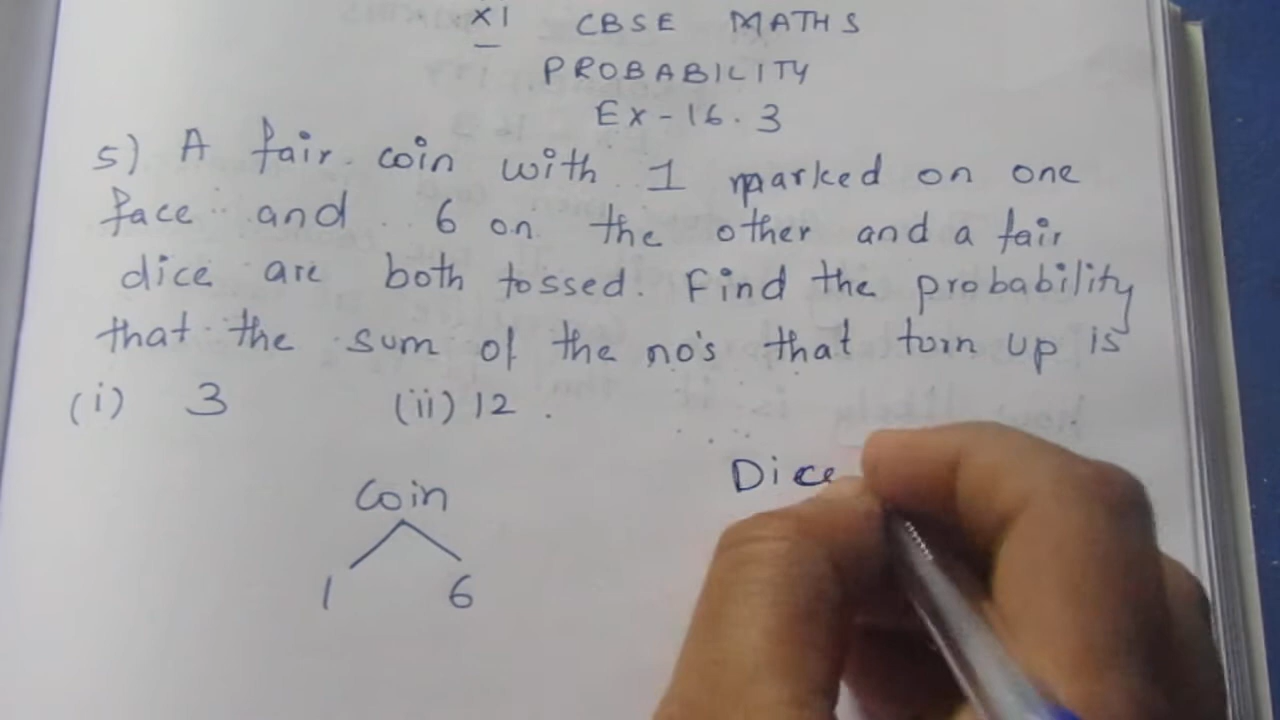 XI CBSE MATHS
PROBABILITY
Ex-16.3
5) A fair coin with 1 marked on one
face and 6 on the other and a fair
dice are both tossed. Find the probability
that the sum of the no's that turn up is
(i) 3 (ii) 12.
Coin Dice
1 6